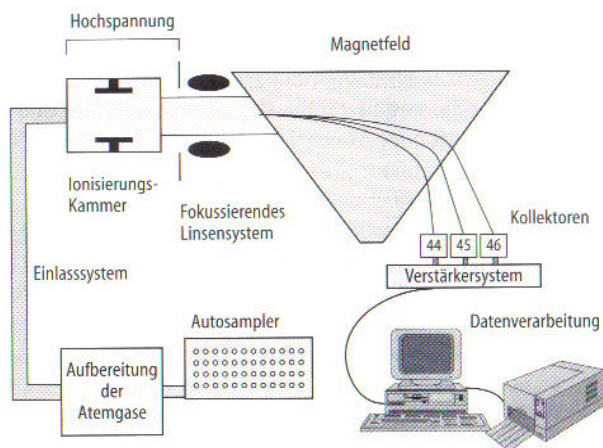 Hochspannung
Magnetfeld
Ionisierungs-
Kammer
Fokussierendes
Linsensystem
Kollektoren
44 45 46
Verstärkersystem
Einlasssystem
Autosampler
Datenverarbeitung
Aufbereitung
der
Atemgase